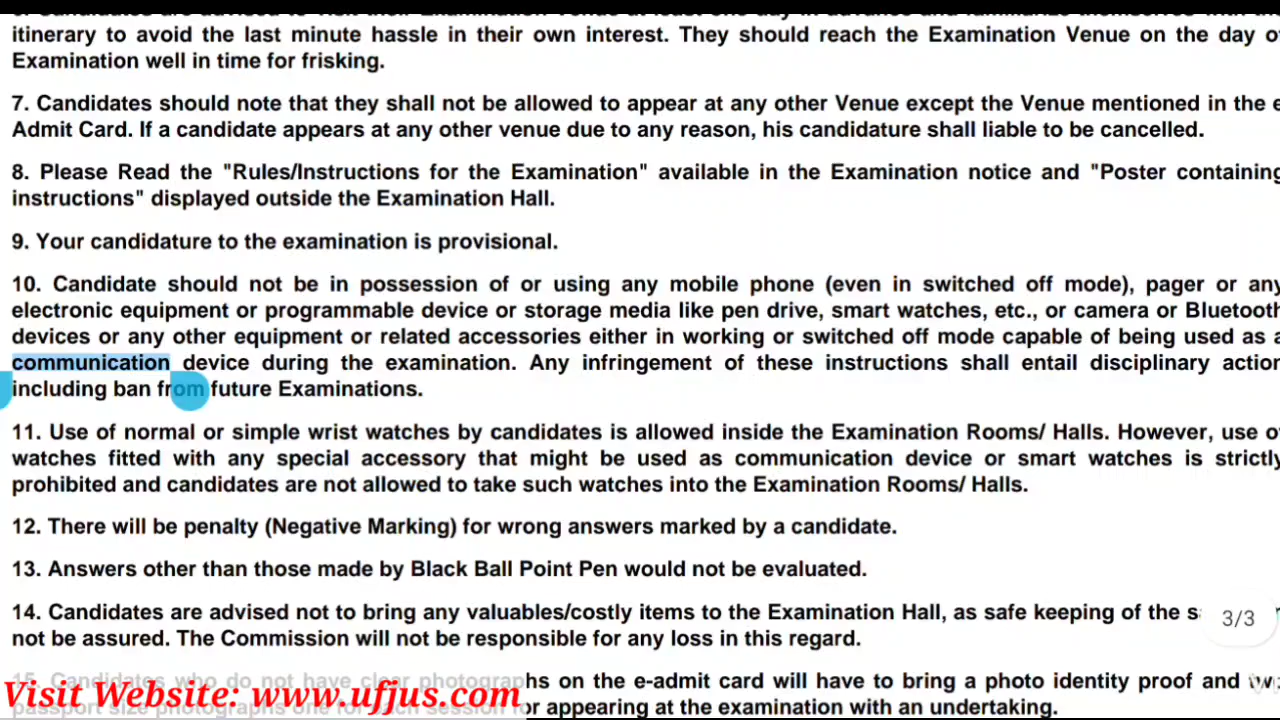 itinerary to avoid the last minute hassle in their own interest. They should reach the Examination Venue on the day
Examination well in time for frisking.
7. Candidates should note that they shall not be allowed to appear at any other Venue except the Venue mentioned in the
Admit Card. If a candidate appears at any other venue due to any reason, his candidature shall liable to be cancelled.
8. Please Read the "Rules/Instructions for the Examination" available in the Examination notice and "Poster containing
instructions" displayed outside the Examination Hall.
9. Your candidature to the examination is provisional.
10. Candidate should not be in possession of or using any mobile phone (even in switched off mode), pager or any
electronic equipment or programmable device or storage media like pen drive, smart watches, etc., or camera or Bluetooth
devices or any other equipment or related accessories either in working or switched off mode capable of being used as a
communication device during the examination. Any infringement of these instructions shall entail disciplinary action
including ban from future Examinations.
11. Use of normal or simple wrist watches by candidates is allowed inside the Examination Rooms/ Halls. However, use of
watches fitted with any special accessory that might be used as communication device or smart watches is strictly
prohibited and candidates are not allowed to take such watches into the Examination Rooms/ Halls.
12. There will be penalty (Negative Marking) for wrong answers marked by a candidate.
13. Answers other than those made by Black Ball Point Pen would not be evaluated.
14. Candidates are advised not to bring any valuables/costly items to the Examination Hall, as safe keeping of the
3/3
not be assured. The Commission will not be responsible for any loss in this regard.
15. Candidates who do not have clear photographs on the e-admit card will have to bring a photo identity proof and
passport size photographs one for each session for appearing at the examination with an undertaking.
Visit Website: www.ufjus.com